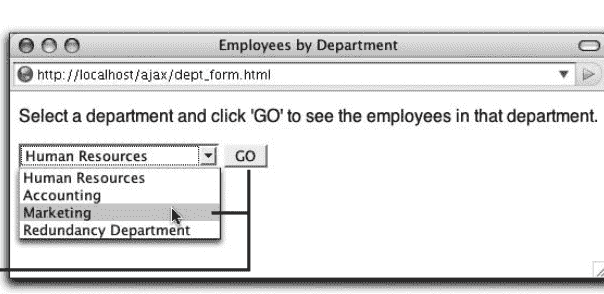 Employees by Department
http://localhost/ajax/dept_form.html
Select a department and click 'GO' to see the employees in that department.
Human Resources GO
Human Resources
Accounting
Marketing
Redundancy Department